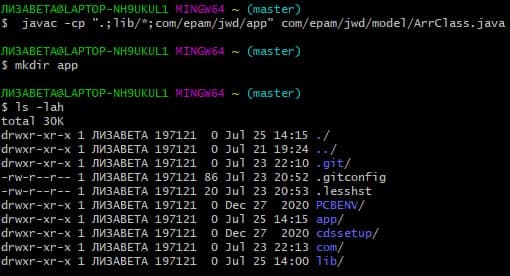 ЛИЗАВЕТА@LAPTOP-NH9UKUL1 MINGW64 ~ (master)
$  javac -cp ".;lib/*;com/epam/jwd/app" com/epam/jwd/model/ArrClass.java
ЛИЗАВЕТА@LAPTOP-NH9UKUL1 MINGW64 ~ (master)
$ mkdir app
ЛИЗАВЕТА@LAPTOP-NH9UKUL1 MINGW64 ~ (master)
$ ls -lah
total 30K
drwxr-xr-x 1 ЛИЗАВЕТА 197121  0 Jul 25 14:15 ./
drwxr-xr-x 1 ЛИЗАВЕТА 197121  0 Jul 21 19:24 ../
drwxr-xr-x 1 ЛИЗАВЕТА 197121  0 Jul 23 22:10 .git/
-rw-r--r-- 1 ЛИЗАВЕТА 197121 86 Jul 23 20:52 .gitconfig
-rw-r--r-- 1 ЛИЗАВЕТА 197121 20 Jul 23 20:53 .lesshst
drwxr-xr-x 1 ЛИЗАВЕТА 197121  0 Dec 27  2020 PCBENV/
drwxr-xr-x 1 ЛИЗАВЕТА 197121  0 Jul 25 14:15 app/
drwxr-xr-x 1 ЛИЗАВЕТА 197121  0 Dec 27  2020 cdssetup/
drwxr-xr-x 1 ЛИЗАВЕТА 197121  0 Jul 23 22:13 com/
drwxr-xr-x 1 ЛИЗАВЕТА 197121  0 Jul 25 14:00 lib/